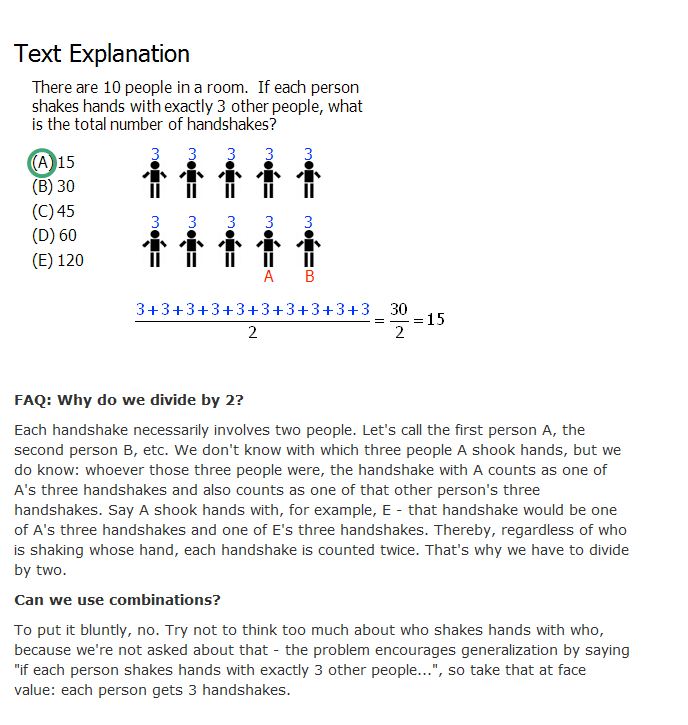 Text Explanation
There are 10 people in a room.  If each person
shakes hands with exactly 3 other people, what
is the total number of handshakes?
(A) 15
(B) 30
(C) 45
(D) 60
(E) 120
3 3 3 3 3
3 3 3 3 3
A B
3+3+3+3+3+3+3+3+3+3 / 2 = 30 / 2 = 15
FAQ: Why do we divide by 2?
Each handshake necessarily involves two people. Let's call the first person A, the
second person B, etc. We don't know with which three people A shook hands, but we
do know: whoever those three people were, the handshake with A counts as one of
A's three handshakes and also counts as one of that other person's three
handshakes. Say A shook hands with, for example, E - that handshake would be one
of A's three handshakes and one of E's three handshakes. Thereby, regardless of who
is shaking whose hand, each handshake is counted twice. That's why we have to divide
by two.
Can we use combinations?
To put it bluntly, no. Try not to think too much about who shakes hands with who,
because we're not asked about that - the problem encourages generalization by saying
"if each person shakes hands with exactly 3 other people...", so take that at face
value: each person gets 3 handshakes.